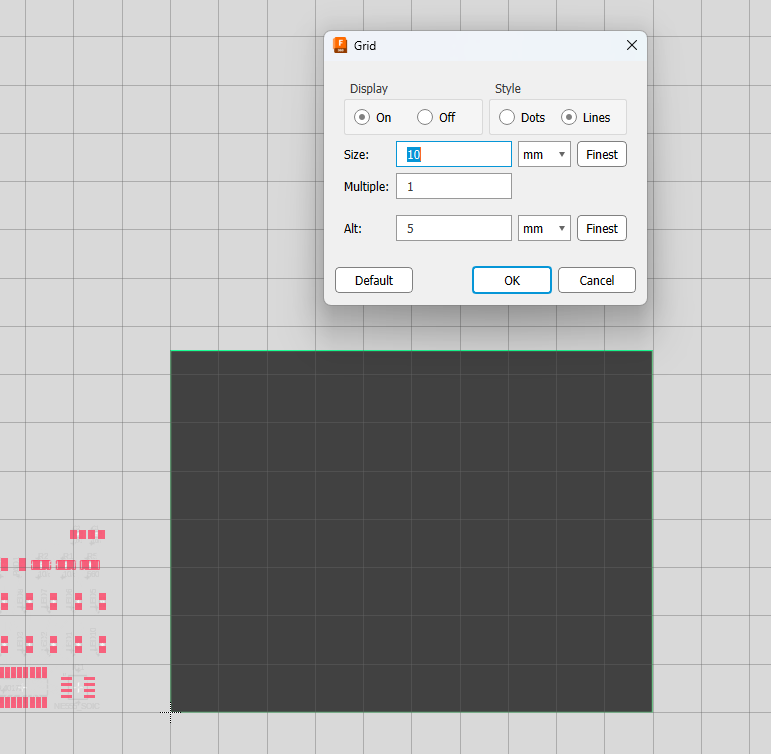 Grid
Display
Style
On
Off
Dots
Lines
Size:
10
mm
Finest
Multiple:
1
Alt:
5
mm
Finest
Default
OK
Cancel